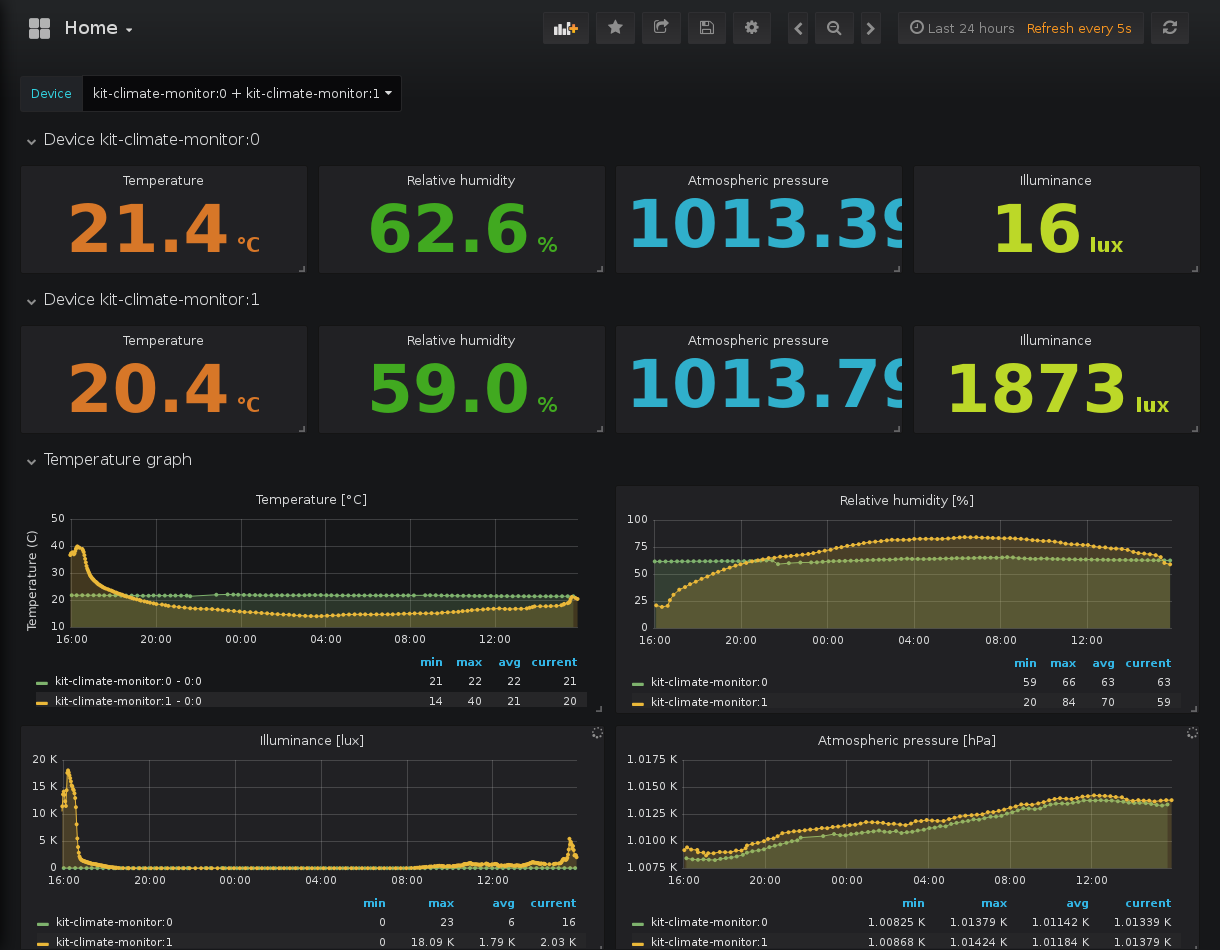 Home
Last 24 hours Refresh every 5s
Device kit-climate-monitor:0 + kit-climate-monitor:1
Device kit-climate-monitor:0
Temperature Relative humidity Atmospheric pressure Illuminance
21.4 °C 62.6 % 1013.39 16 lux
Device kit-climate-monitor:1
Temperature Relative humidity Atmospheric pressure Illuminance
20.4 °C 59.0 % 1013.79 1873 lux
Temperature graph
Temperature [°C]
Temperature (C)
50
40
30
20
10
16:00 20:00 00:00 04:00 08:00 12:00
min max avg current
kit-climate-monitor:0 - 0:0 21 22 22 21
kit-climate-monitor:1 - 0:0 14 40 21 20
Relative humidity [%]
100
75
50
25
0
16:00 20:00 00:00 04:00 08:00 12:00
min max avg current
kit-climate-monitor:0 59 66 63 63
kit-climate-monitor:1 20 84 70 59
Illuminance [lux]
20 K
15 K
10 K
5 K
0
16:00 20:00 00:00 04:00 08:00 12:00
min max avg current
kit-climate-monitor:0 0 23 6 16
kit-climate-monitor:1 0 18.09 K 1.79 K 2.03 K
Atmospheric pressure [hPa]
1.0175 K
1.0150 K
1.0125 K
1.0100 K
1.0075 K
16:00 20:00 00:00 04:00 08:00 12:00
min max avg current
kit-climate-monitor:0 1.00825 K 1.01379 K 1.01142 K 1.01339 K
kit-climate-monitor:1 1.00868 K 1.01424 K 1.01184 K 1.01379 K